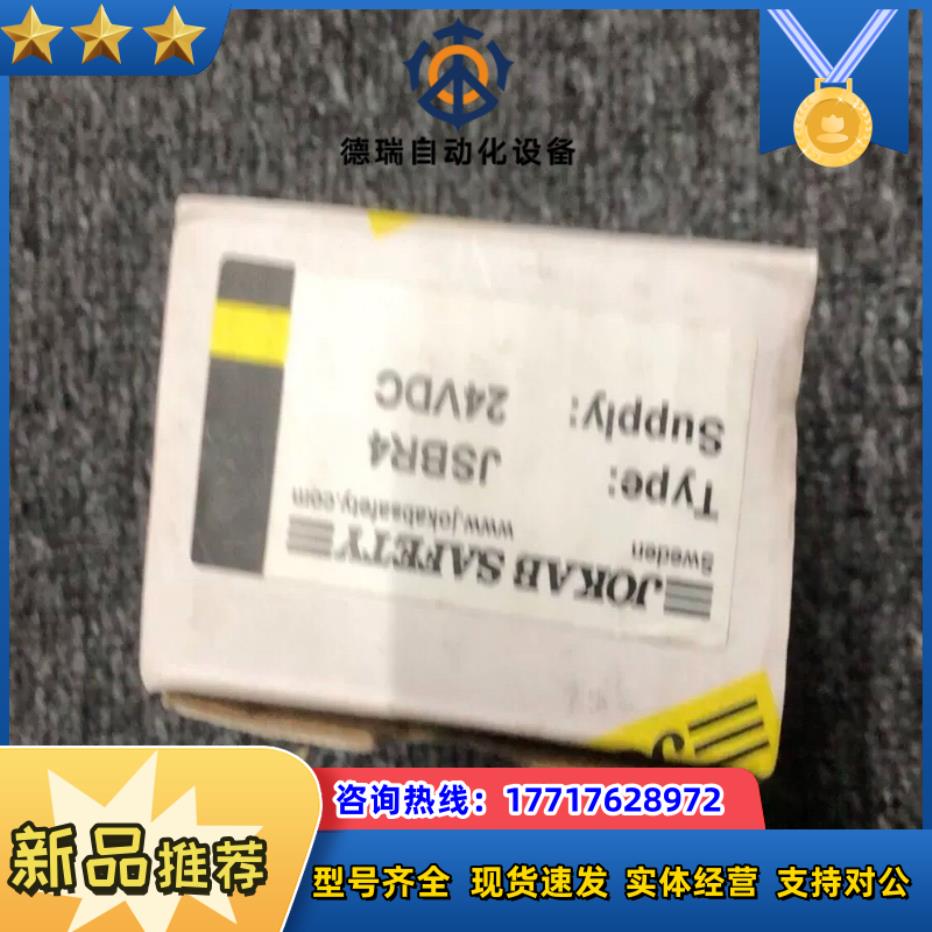 德瑞自动化设备
JOKAB SAFETY
Sweden
www.jokabsafety.com
Type: JSBR4
Supply: 24VDC
咨询热线：17717628972
新品推荐
型号齐全 现货速发 实体经营 支持对公